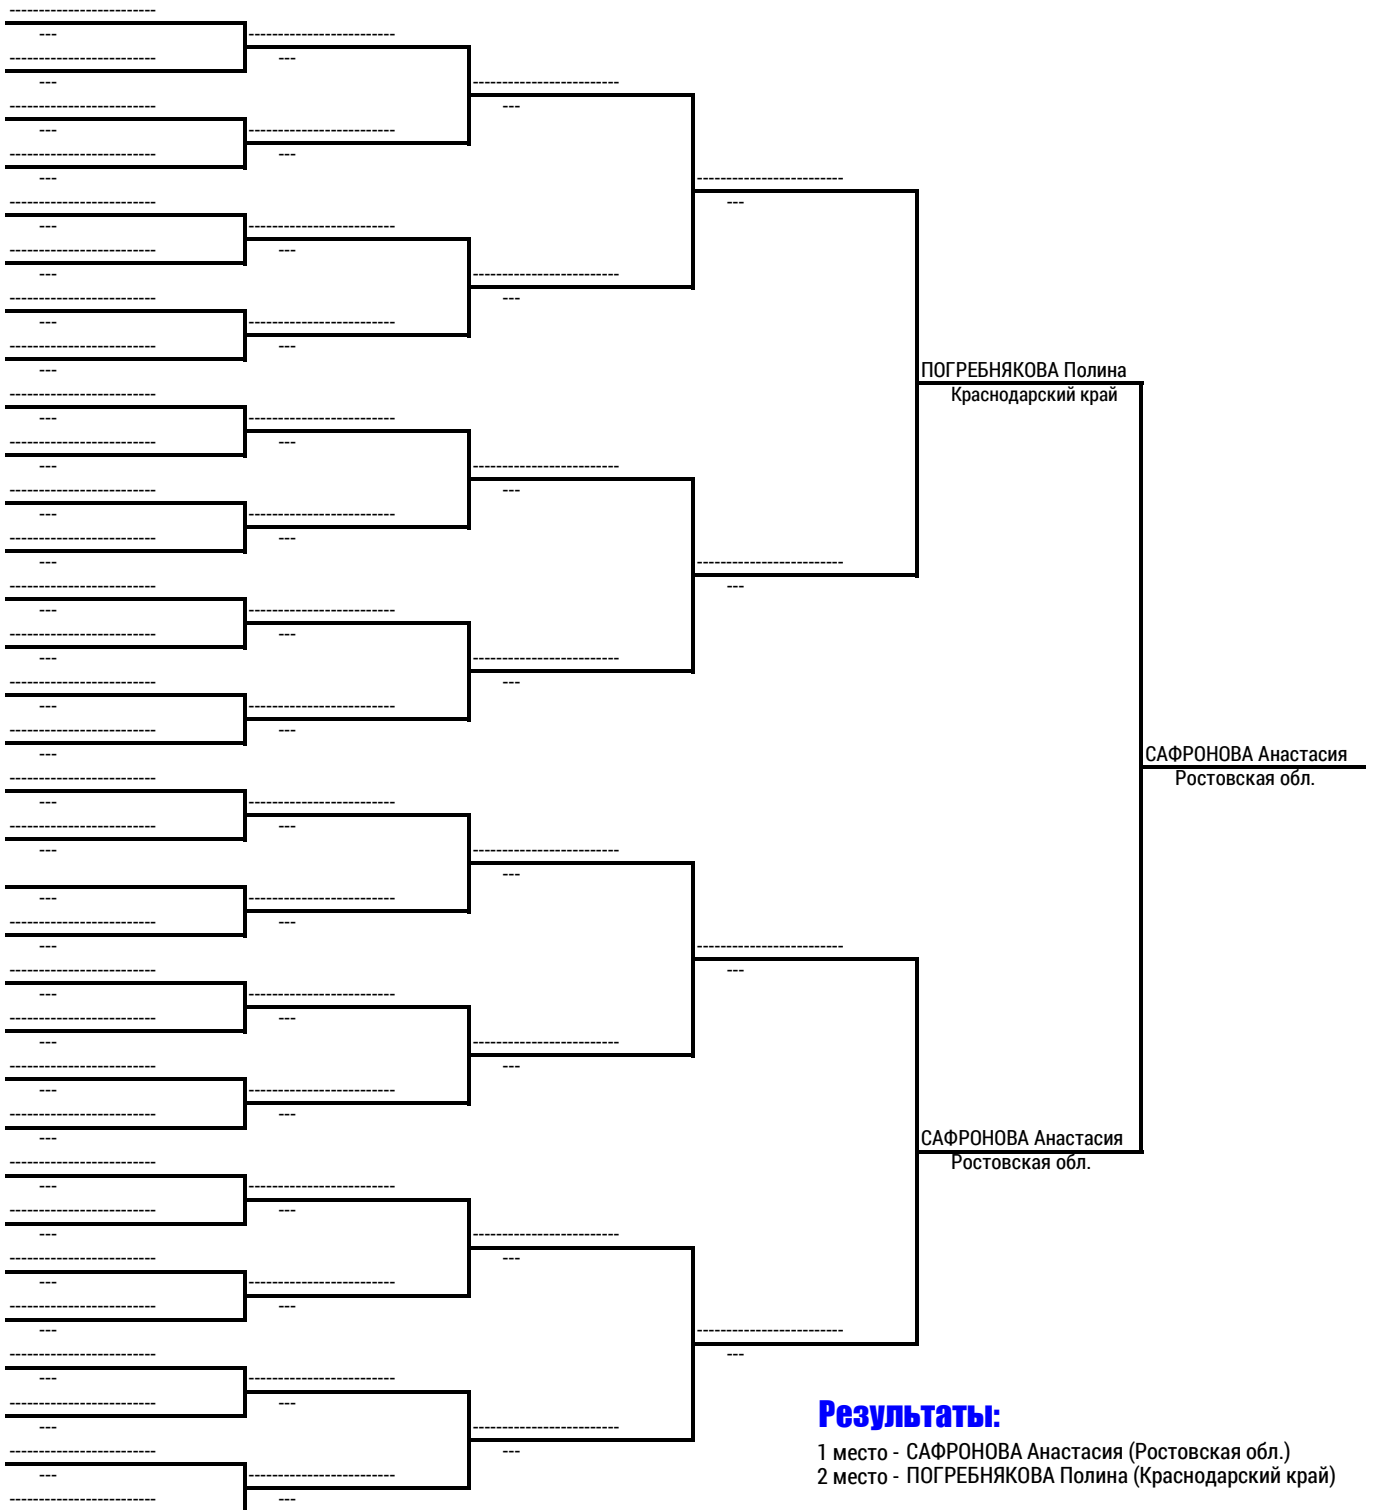 ПОГРЕБНЯКОВА Полина
Краснодарский край
САФРОНОВА Анастасия
Ростовская обл.
САФРОНОВА Анастасия
Ростовская обл.
Результаты:
1 место - САФРОНОВА Анастасия (Ростовская обл.)
2 место - ПОГРЕБНЯКОВА Полина (Краснодарский край)